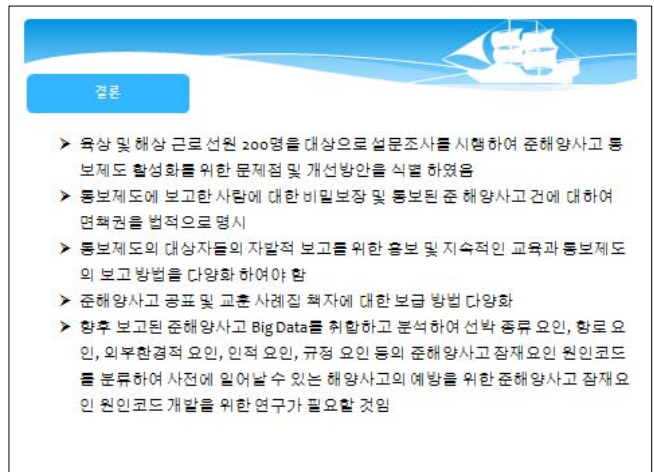 결론
➤ 육상 및 해상 근로 선원 200명을 대상으로 설문조사를 시행하여 준해양사고 통
보제도 활성화를 위한 문제점 및 개선방안을 식별 하였음
➤ 통보제도에 보고한 사람에 대한 비밀보장 및 통보된 준 해양사고 건에 대하여
면책권을 법적으로 명시
➤ 통보제도의 대상자들의 자발적 보고를 위한 홍보 및 지속적인 교육과 통보제도
의 보고 방법을 다양화 하여야 함
➤ 준해양사고 공표 및 교훈 사례집 책자에 대한 보급 방법 다양화
➤ 향후 보고된 준해양사고 Big Data를 취합하고 분석하여 선박 종류 요인, 항로 요
인, 외부환경적 요인, 인적 요인, 규정 요인 등의 준해양사고 잠재요인 원인코드
를 분류하여 사전에 일어날 수 있는 해양사고의 예방을 위한 준해양사고 잠재요
인 원인코드 개발을 위한 연구가 필요할 것임